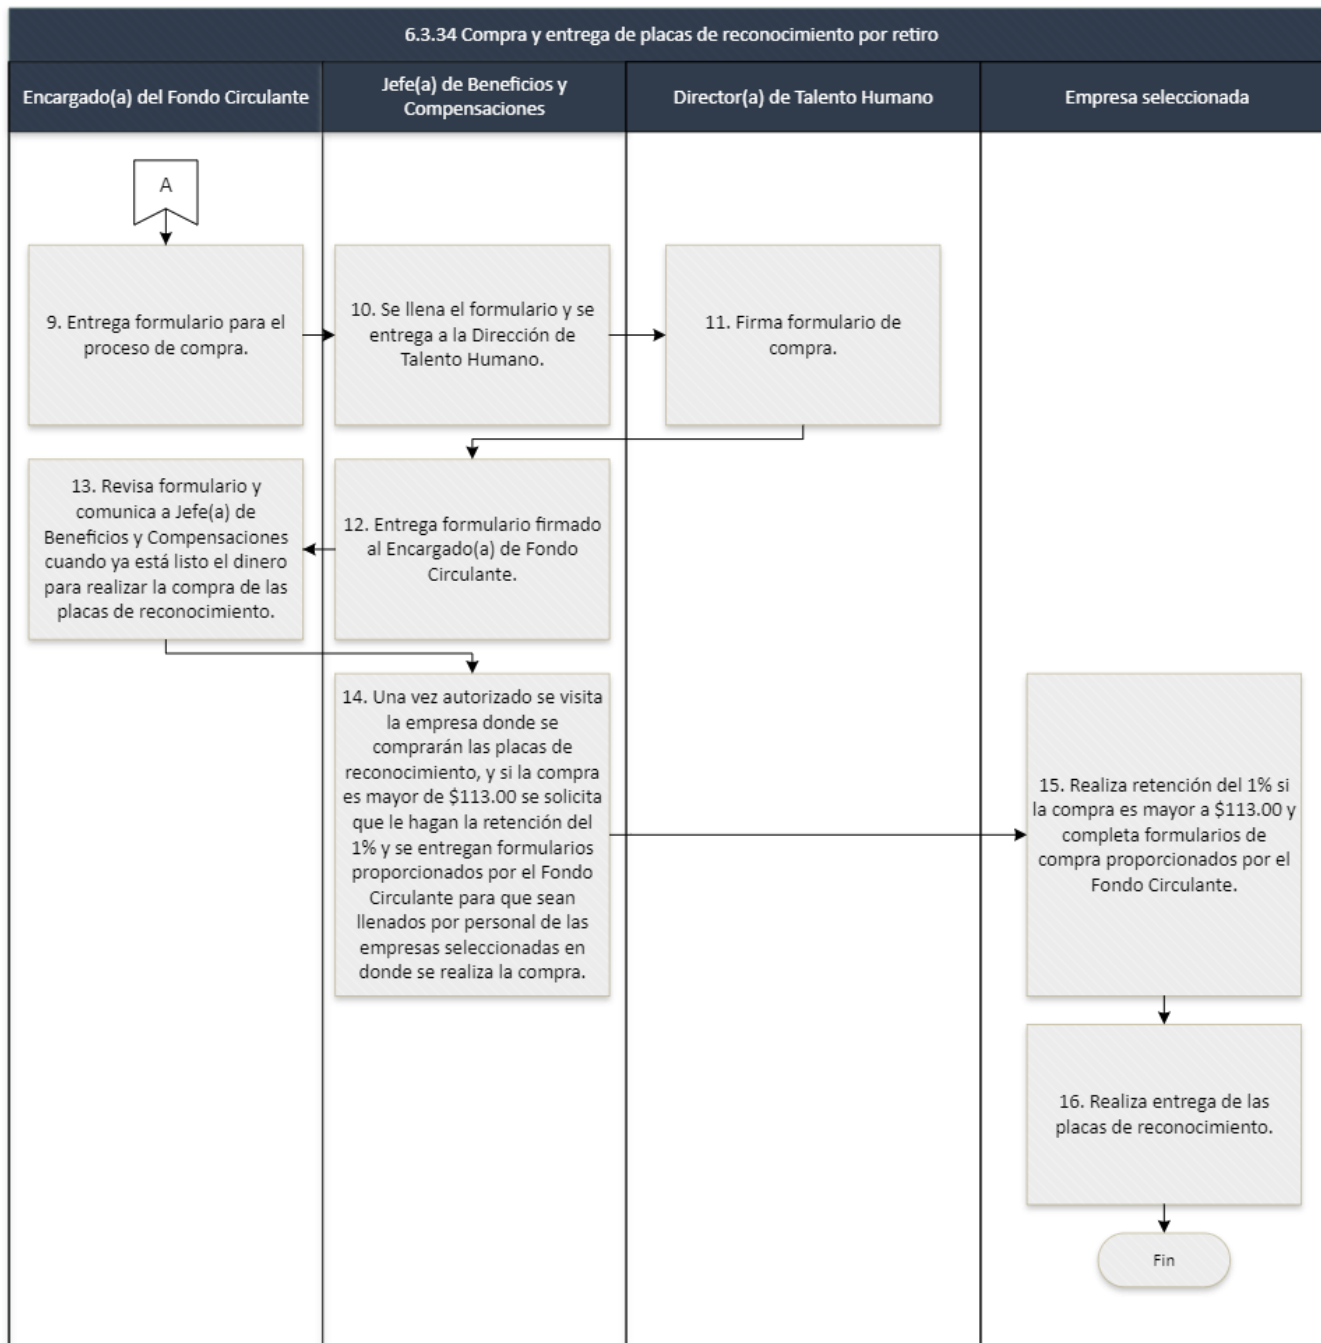 6.3.34 Compra y entrega de placas de reconocimiento por retiro
Encargado(a) del Fondo Circulante
Jefe(a) de Beneficios y
Compensaciones
Director(a) de Talento Humano
Empresa seleccionada
A
9. Entrega formulario para el
proceso de compra.
10. Se llena el formulario y se
entrega a la Dirección de
Talento Humano.
11. Firma formulario de
compra.
12. Entrega formulario firmado
al Encargado(a) de Fondo
Circulante.
13. Revisa formulario y
comunica a Jefe(a) de
Beneficios y Compensaciones
cuando ya está listo el dinero
para realizar la compra de las
placas de reconocimiento.
14. Una vez autorizado se visita
la empresa donde se
comprarán las placas de
reconocimiento, y si la compra
es mayor de $113.00 se solicita
que le hagan la retención del
1% y se entregan formularios
proporcionados por el Fondo
Circulante para que sean
llenados por personal de las
empresas seleccionadas en
donde se realiza la compra.
15. Realiza retención del 1% si
la compra es mayor a $113.00 y
completa formularios de
compra proporcionados por el
Fondo Circulante.
16. Realiza entrega de las
placas de reconocimiento.
Fin